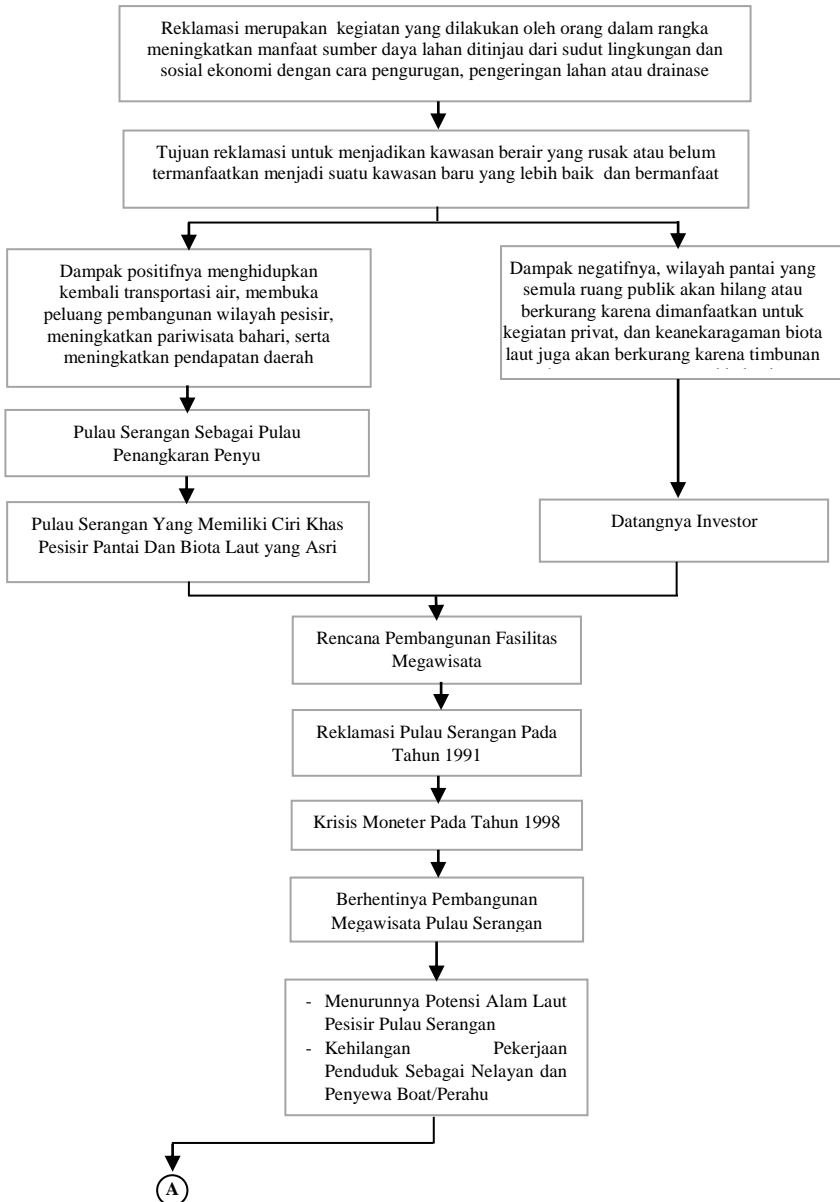 Reklamasi merupakan kegiatan yang dilakukan oleh orang dalam rangka
meningkatkan manfaat sumber daya lahan ditinjau dari sudut lingkungan dan
sosial ekonomi dengan cara pengurugan, pengeringan lahan atau drainase
Tujuan reklamasi untuk menjadikan kawasan berair yang rusak atau belum
termanfaatkan menjadi suatu kawasan baru yang lebih baik dan bermanfaat
Dampak positifnya menghidupkan
kembali transportasi air, membuka
peluang pembangunan wilayah pesisir,
meningkatkan pariwisata bahari, serta
meningkatkan pendapatan daerah
Dampak negatifnya, wilayah pantai yang
semula ruang publik akan hilang atau
berkurang karena dimanfaatkan untuk
kegiatan privat, dan keanekaragaman biota
laut juga akan berkurang karena timbunan
Pulau Serangan Sebagai Pulau
Penangkaran Penyu
Pulau Serangan Yang Memiliki Ciri Khas
Pesisir Pantai Dan Biota Laut yang Asri
Datangnya Investor
Rencana Pembangunan Fasilitas
Megawisata
Reklamasi Pulau Serangan Pada
Tahun 1991
Krisis Moneter Pada Tahun 1998
Berhentinya Pembangunan
Megawisata Pulau Serangan
- Menurunnya Potensi Alam Laut
Pesisir Pulau Serangan
- Kehilangan Pekerjaan
Penduduk Sebagai Nelayan dan
Penyewa Boat/Perahu
A